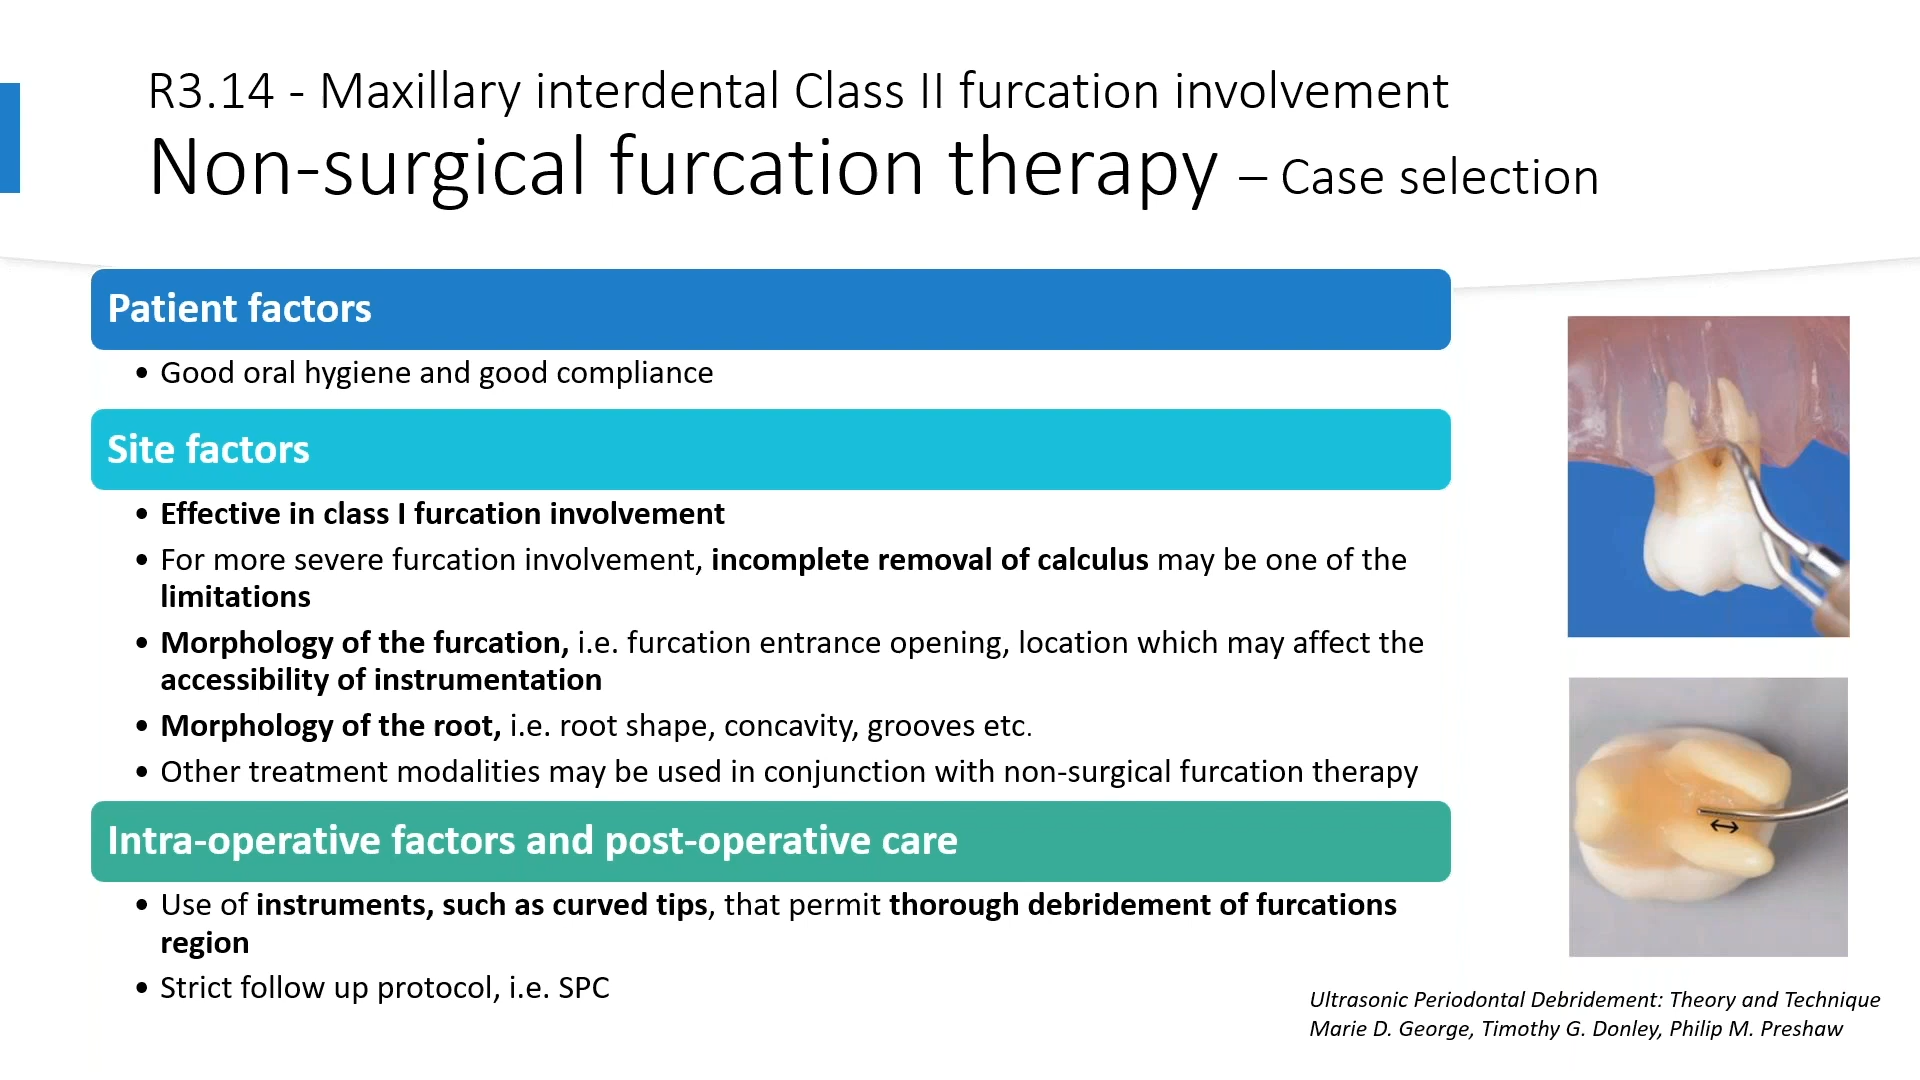 R3.14 - Maxillary interdental Class II furcation involvement
Non-surgical furcation therapy – Case selection
Patient factors
• Good oral hygiene and good compliance
Site factors
• Effective in class I furcation involvement
• For more severe furcation involvement, incomplete removal of calculus may be one of the
limitations
• Morphology of the furcation, i.e. furcation entrance opening, location which may affect the
accessibility of instrumentation
• Morphology of the root, i.e. root shape, concavity, grooves etc.
• Other treatment modalities may be used in conjunction with non-surgical furcation therapy
Intra-operative factors and post-operative care
• Use of instruments, such as curved tips, that permit thorough debridement of furcations
region
• Strict follow up protocol, i.e. SPC
Ultrasonic Periodontal Debridement: Theory and Technique
Marie D. George, Timothy G. Donley, Philip M. Preshaw